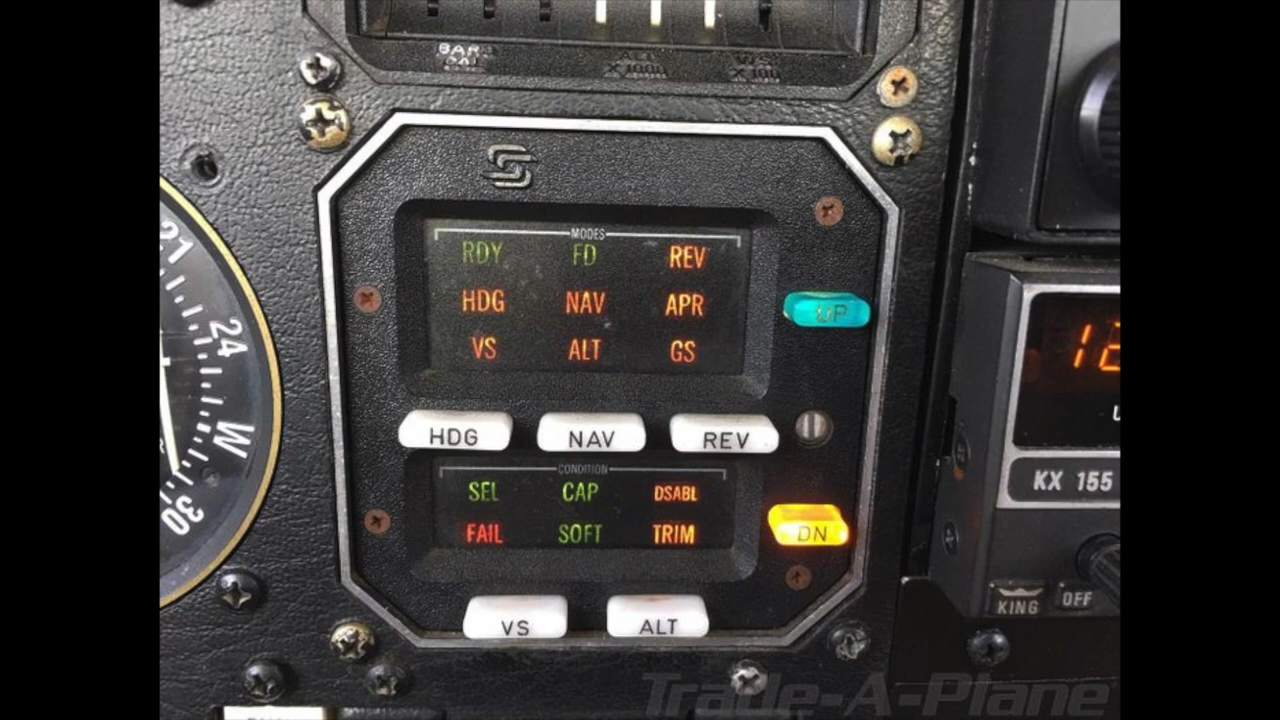 BARO
CAL
ALT
X1000
V/S
X100
MODES
RDY FD REV
HDG NAV APR
VS ALT GS
UP
HDG NAV REV
CONDITION
SEL CAP DSABL
FAIL SOFT TRIM
DN
VS ALT
21
24
W
30
12
KX 155
KING OFF
Trade-A-Plane